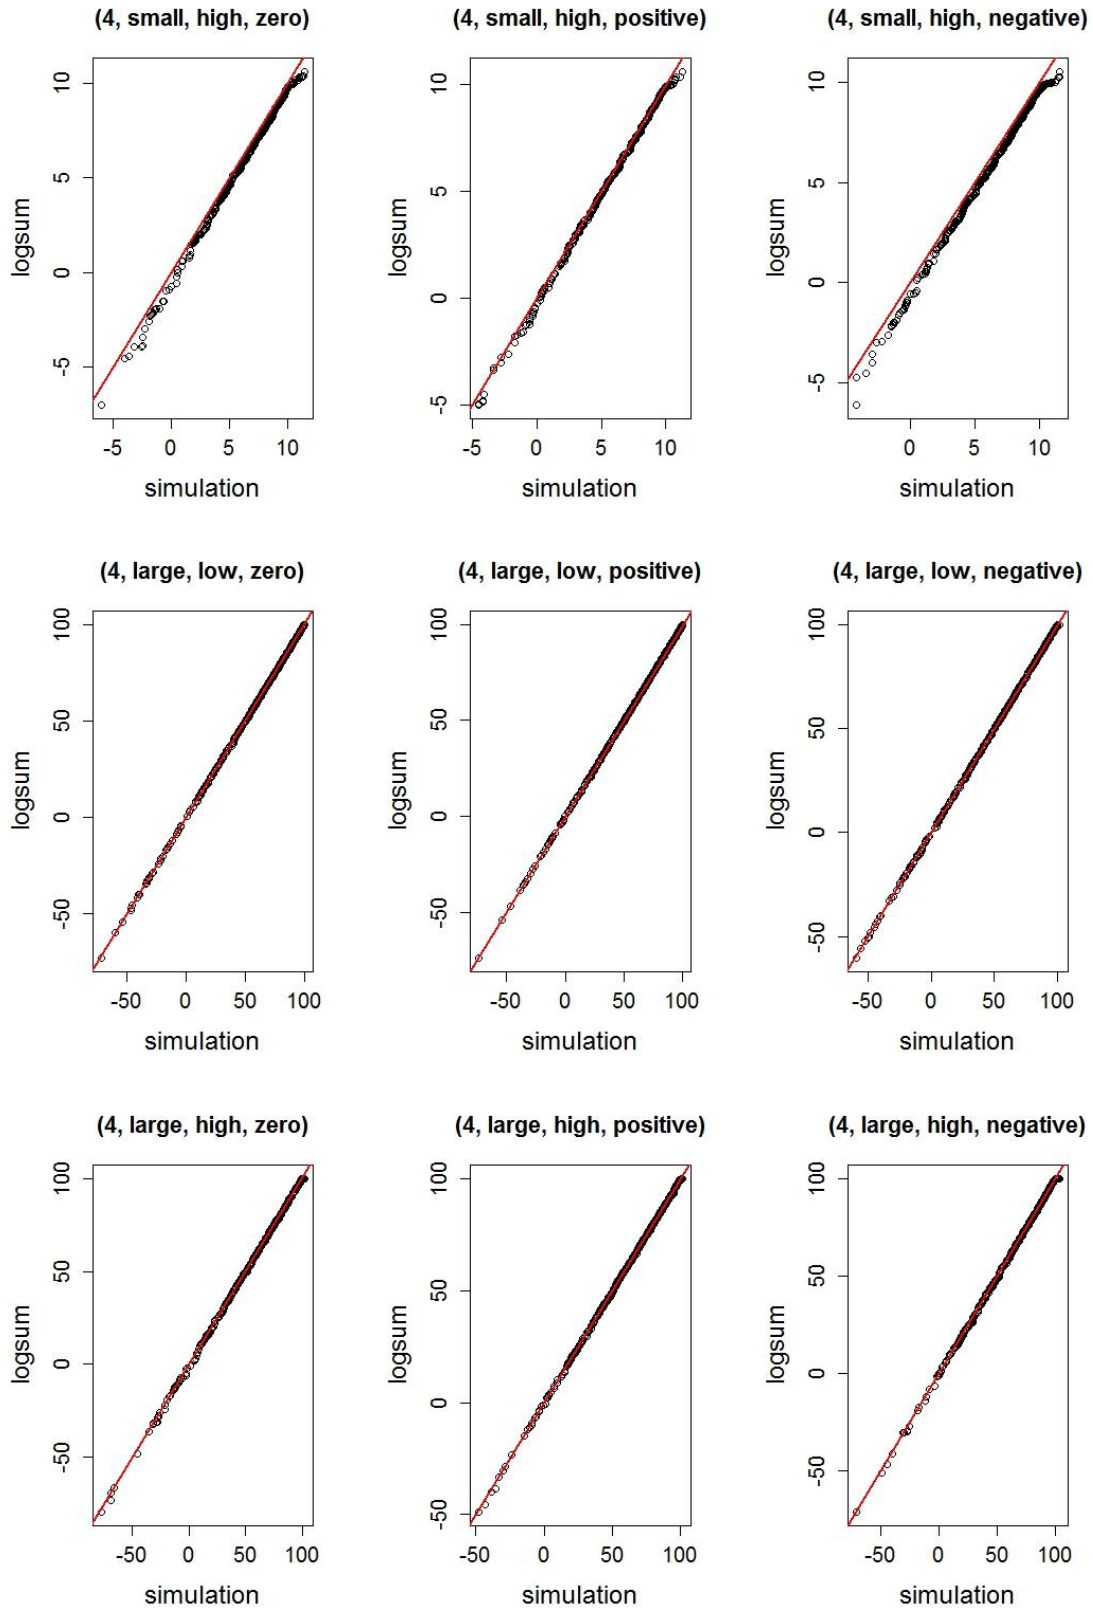 (4, small, high, zero)
(4, small, high, positive)
(4, small, high, negative)
10
5
0
-5
logsum
-5 0 5 10
simulation
10
5
0
-5
logsum
-5 0 5 10
simulation
10
5
0
-5
logsum
0 5 10
simulation
(4, large, low, zero)
(4, large, low, positive)
(4, large, low, negative)
100
50
0
-50
logsum
-50 0 50 100
simulation
100
50
0
-50
logsum
-50 0 50 100
simulation
100
50
0
-50
logsum
-50 0 50 100
simulation
(4, large, high, zero)
(4, large, high, positive)
(4, large, high, negative)
100
50
0
-50
logsum
-50 0 50 100
simulation
100
50
0
-50
logsum
-50 0 50 100
simulation
100
50
0
-50
logsum
-50 0 50 100
simulation